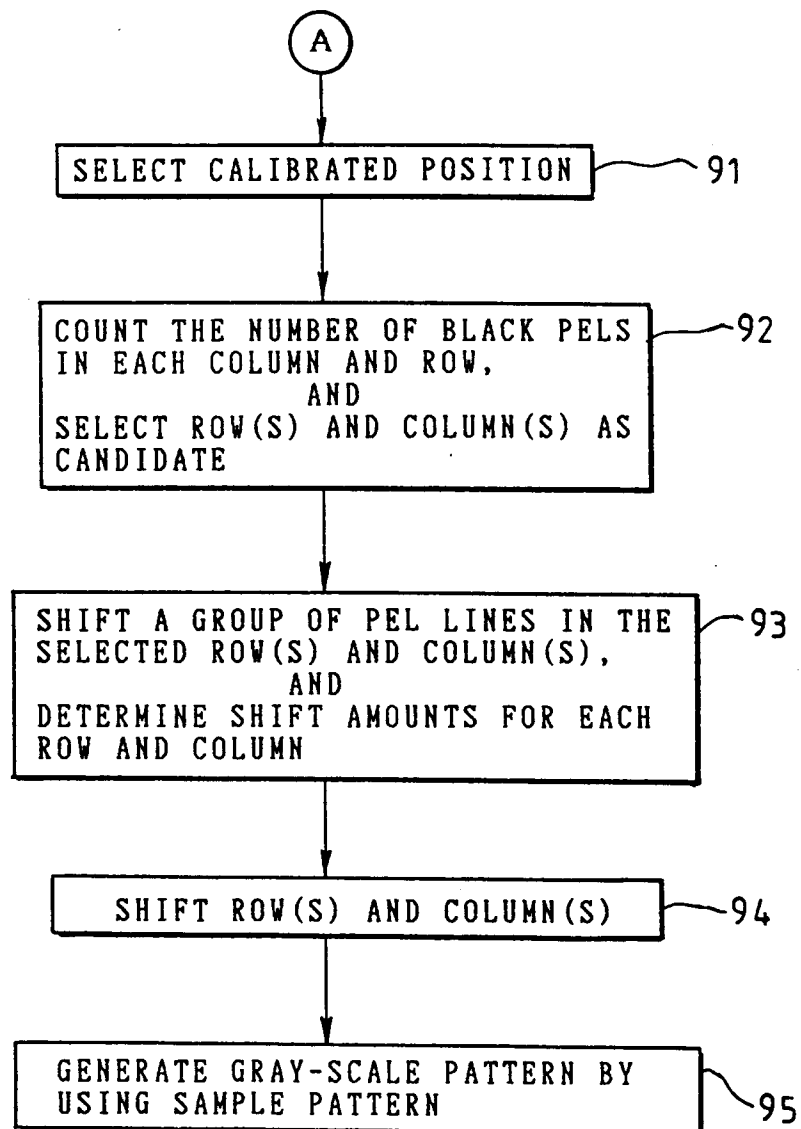 A
SELECT CALIBRATED POSITION
91
COUNT THE NUMBER OF BLACK PELS
IN EACH COLUMN AND ROW,
AND
SELECT ROW(S) AND COLUMN(S) AS
CANDIDATE
92
SHIFT A GROUP OF PEL LINES IN THE
SELECTED ROW(S) AND COLUMN(S),
AND
DETERMINE SHIFT AMOUNTS FOR EACH
ROW AND COLUMN
93
SHIFT ROW(S) AND COLUMN(S)
94
GENERATE GRAY-SCALE PATTERN BY
USING SAMPLE PATTERN
95